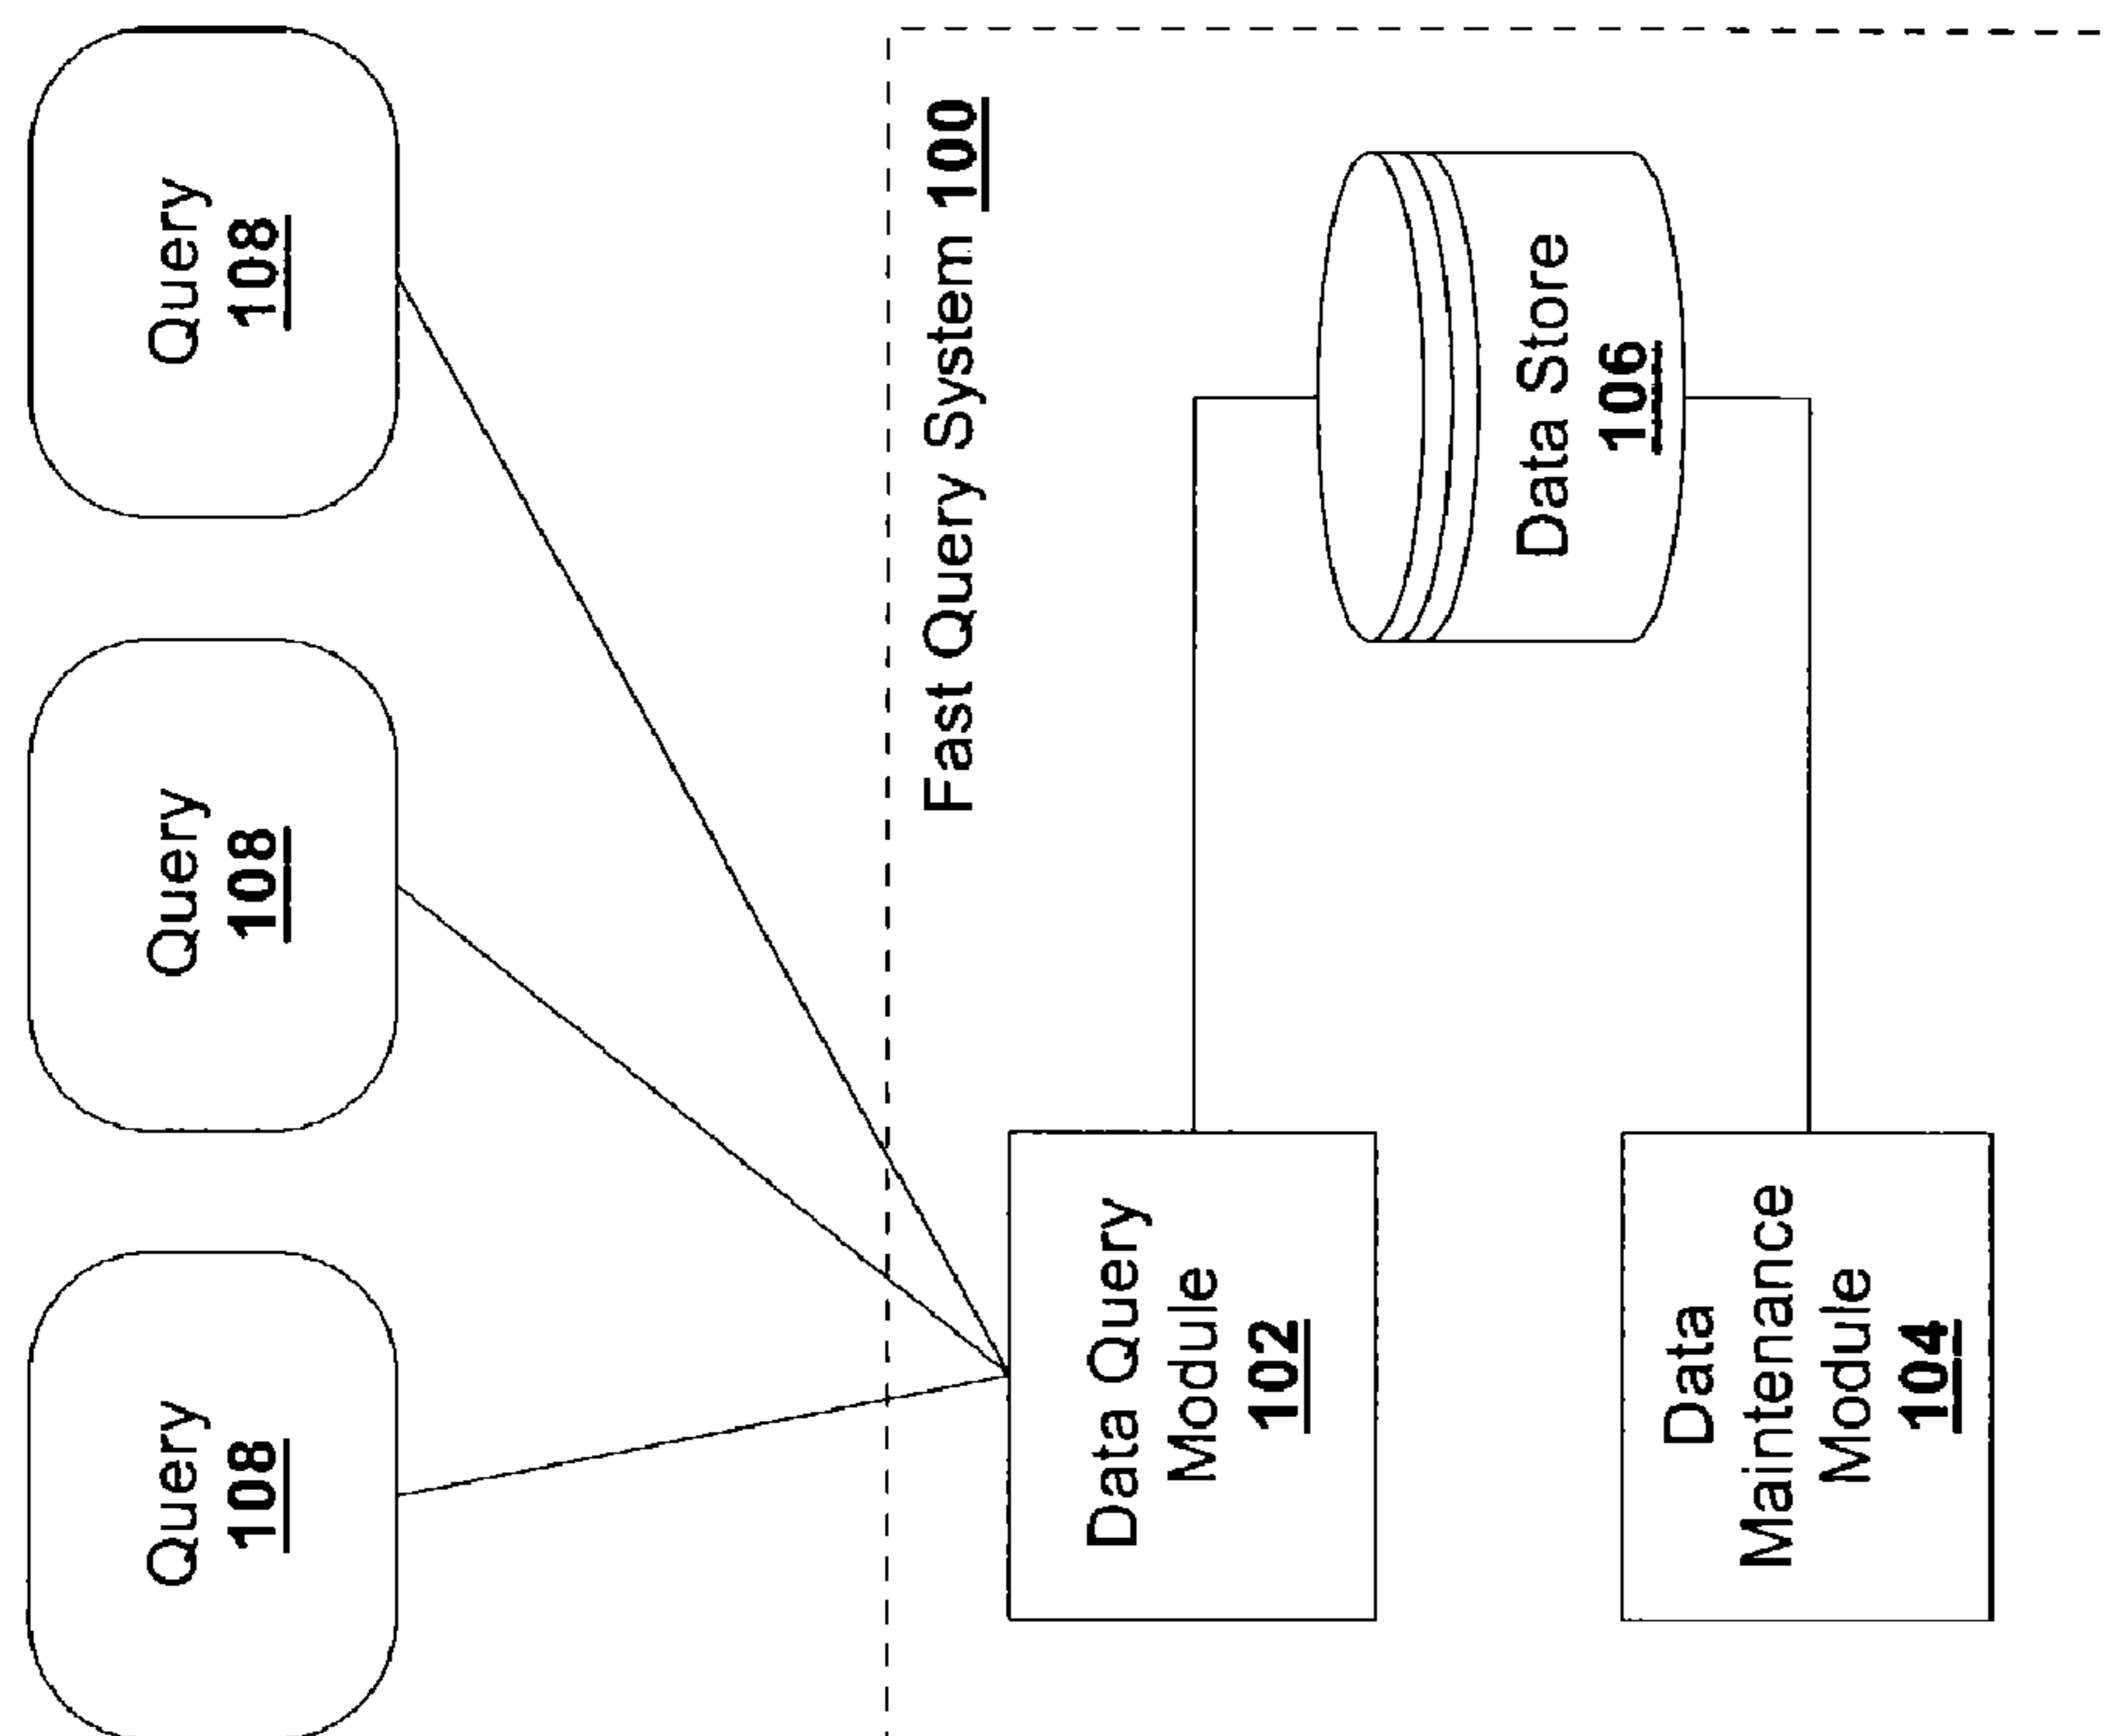 Query
108
Query
108
Query
108
Fast Query System 100
Data Query
Module
102
Data Store
106
Data
Maintenance
Module
104